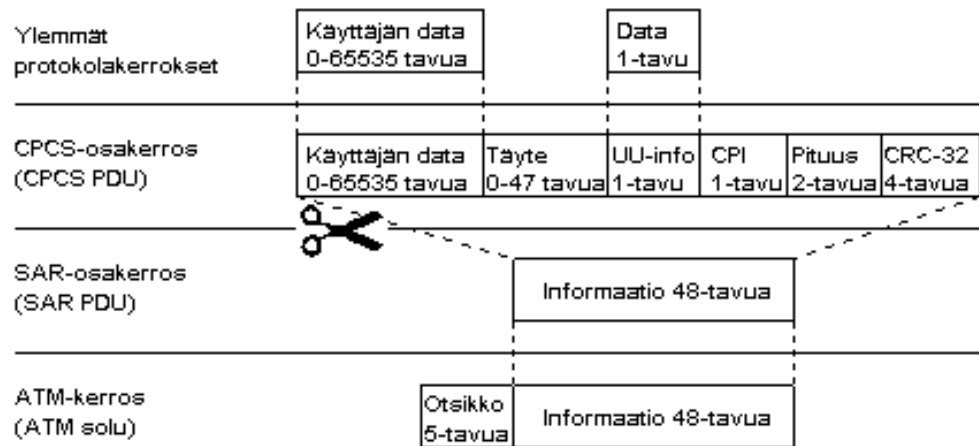 Ylemmät
protokolakerrokset
Käyttäjän data
0-65535 tavua
Data
1-tavu
CPCS-osakerros
(CPCS PDU)
Käyttäjän data
0-65535 tavua
Täyte
0-47 tavua
UU-info
1-tavu
CPI
1-tavu
Pituus
2-tavua
CRC-32
4-tavua
SAR-osakerros
(SAR PDU)
Informaatio 48-tavua
ATM-kerros
(ATM solu)
Otsikko
5-tavua
Informaatio 48-tavua